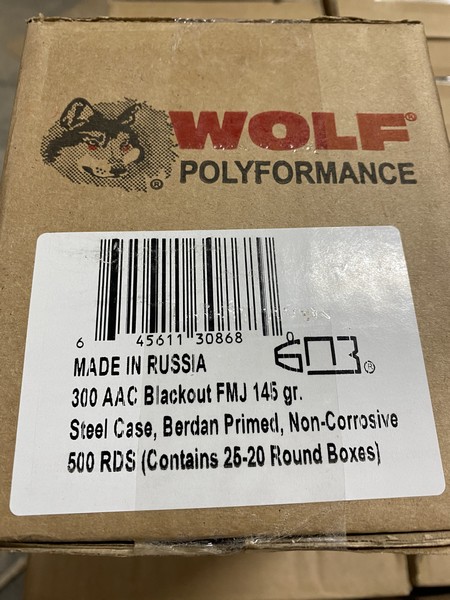 WOLF®
POLYFORMANCE
®
6 45611 30868 0
MADE IN RUSSIA
300 AAC Blackout FMJ 145 gr.
Steel Case, Berdan Primed, Non-Corrosive
500 RDS (Contains 25-20 Round Boxes)